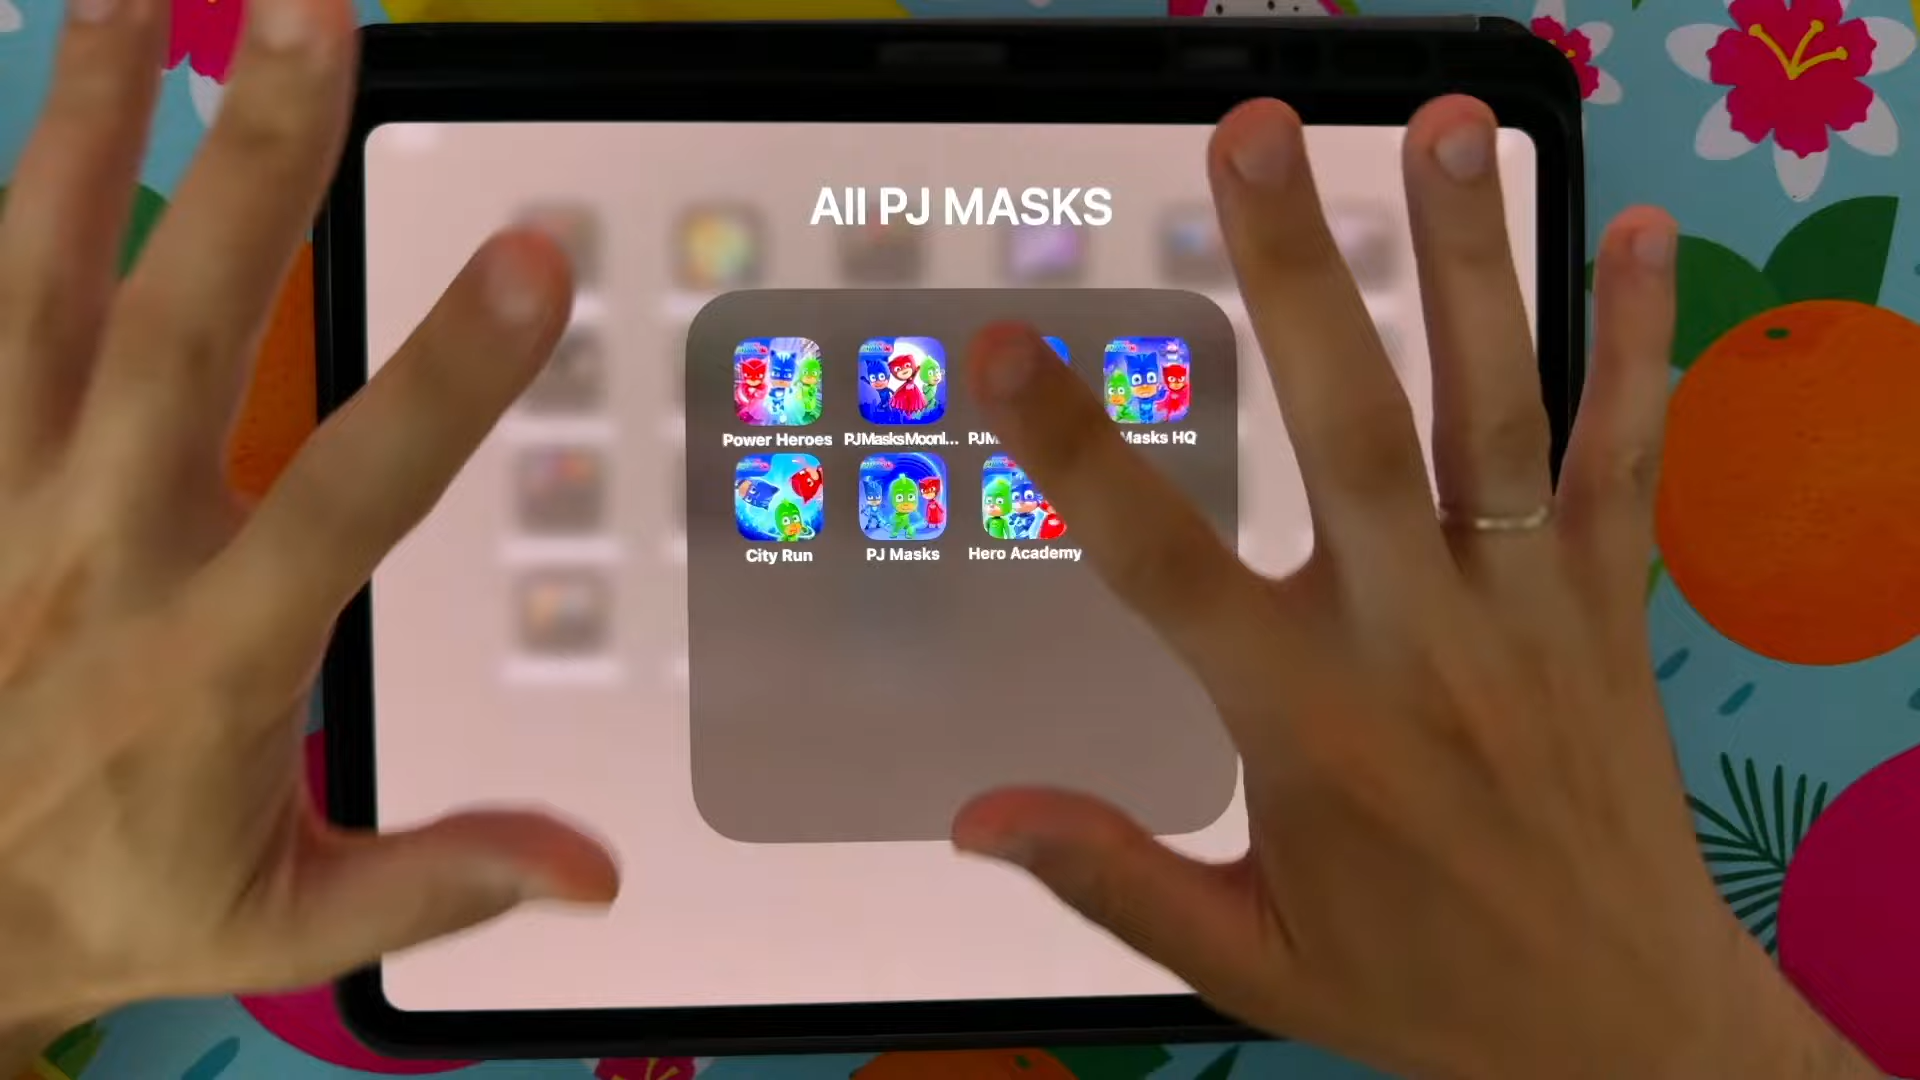 All PJ MASKS
Power Heroes
PJMasksMoonl...
PJM
Masks HQ
City Run
PJ Masks
Hero Academy